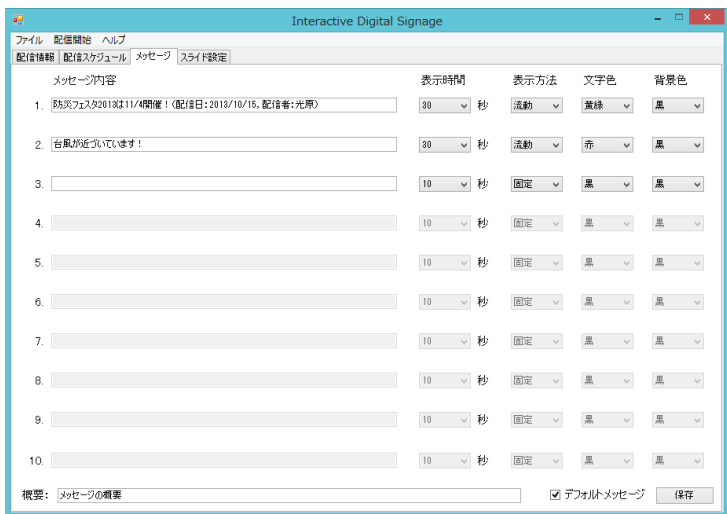 Interactive Digital Signage
ファイル 配信開始 ヘルプ
配信情報 配信スケジュール メッセージ スライド設定
メッセージ内容 表示時間 表示方法 文字色 背景色
1. 防災フェスタ2013は11/4開催！(配信日:2013/10/15,配信者:光原) 30 秒 流動 黄緑 黒
2. 台風が近づいています！ 30 秒 流動 赤 黒
3. 10 秒 固定 黒 黒
4. 10 秒 固定 黒 黒
5. 10 秒 固定 黒 黒
6. 10 秒 固定 黒 黒
7. 10 秒 固定 黒 黒
8. 10 秒 固定 黒 黒
9. 10 秒 固定 黒 黒
10. 10 秒 固定 黒 黒
概要: メッセージの概要 デフォルトメッセージ 保存